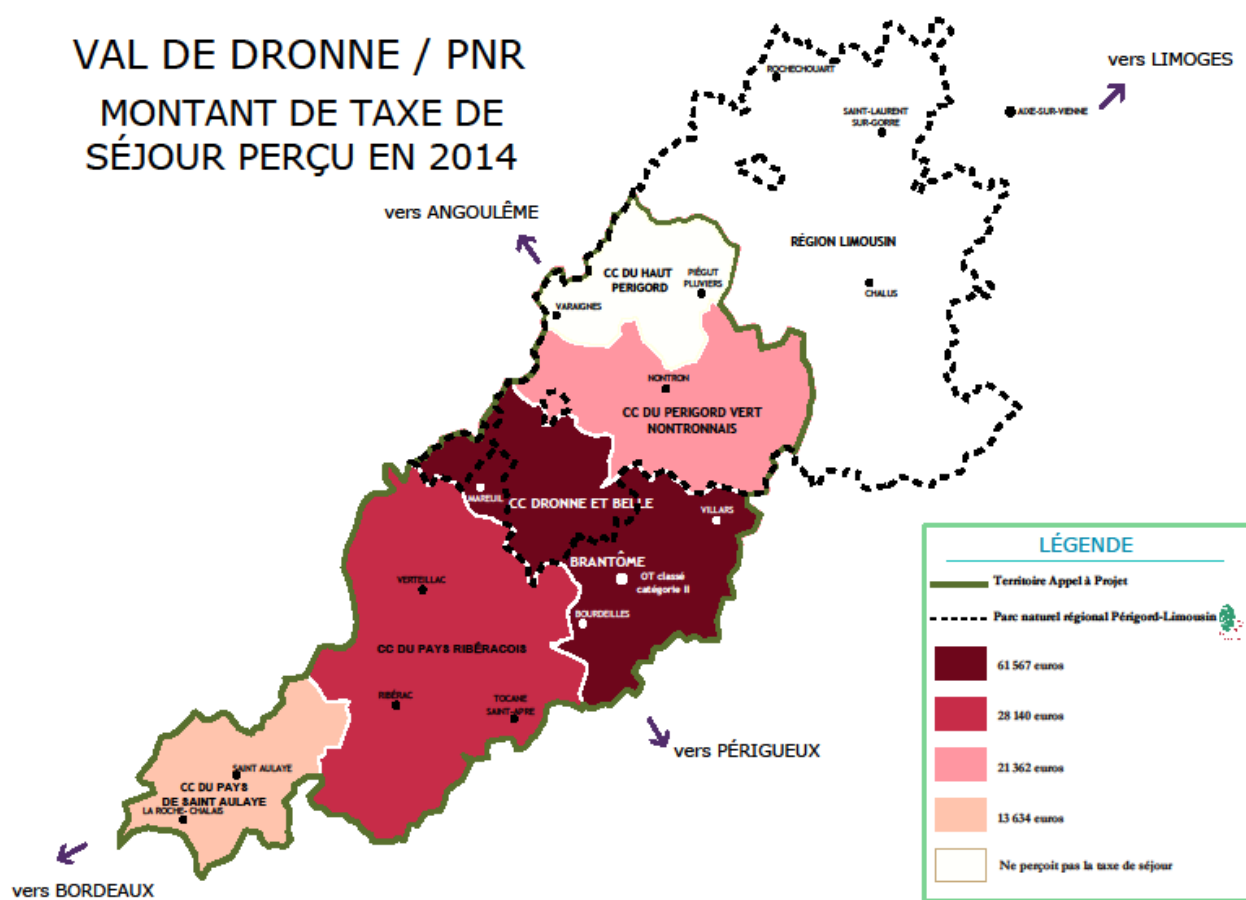 VAL DE DRONNE / PNR
MONTANT DE TAXE DE
SÉJOUR PERÇU EN 2014
vers LIMOGES
ROCHECHOUART
SAINT-LAURENT
SUR-GORRE
AIXE-SUR-VIENNE
vers ANGOULÊME
RÉGION LIMOUSIN
CC DU HAUT
PERIGORD
PIÉGUT
PLUVIERS
CHALUS
VARAIGNES
NONTRON
CC DU PERIGORD VERT
NONTRONNAIS
MAREUIL
CC DRONNE ET BELLE
VILLARS
BRANTÔME
OT classé
catégorie II
VERTEILLAC
BOURDEILLES
CC DU PAYS RIBÉRACOIS
RIBÉRAC
TOCANE
SAINT-APRE
vers PÉRIGUEUX
SAINT AULAYE
CC DU PAYS
DE SAINT AULAYE
LA ROCHE- CHALAIS
vers BORDEAUX
LÉGENDE
Territoire Appel à Projet
Parc naturel régional Périgord-Limousin
61 567 euros
28 140 euros
21 362 euros
13 634 euros
Ne perçoit pas la taxe de séjour